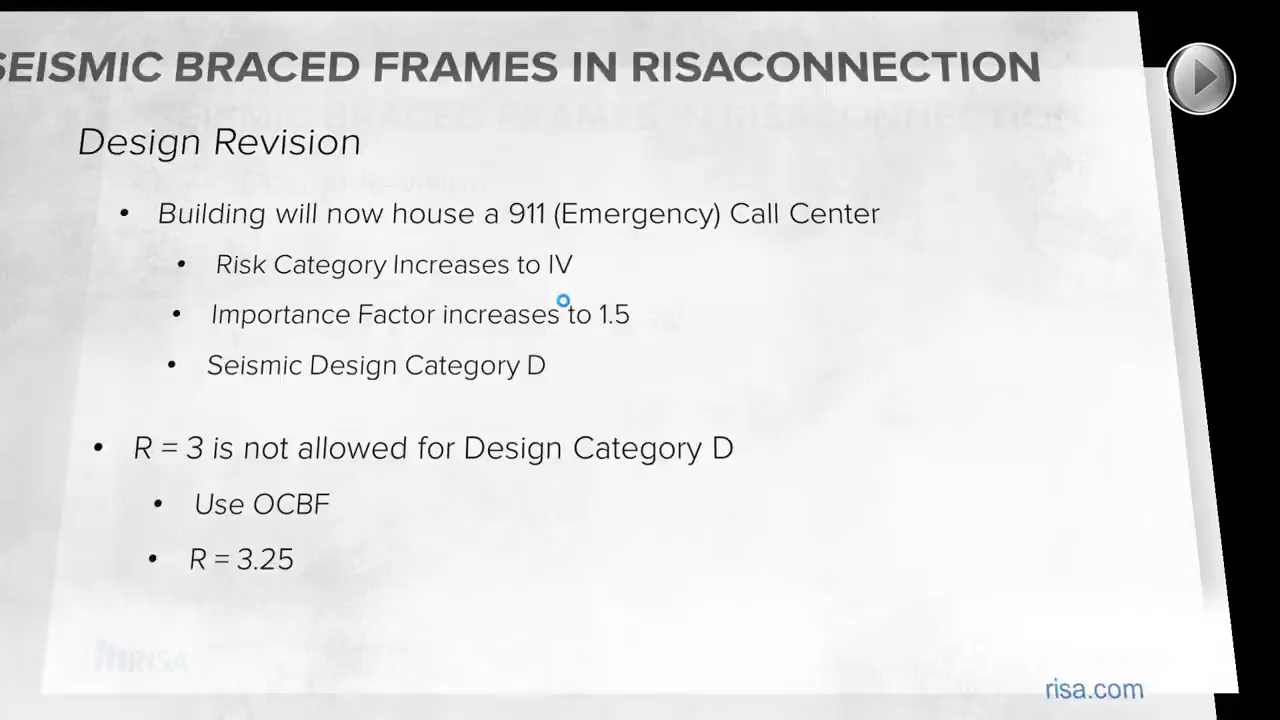 SEISMIC BRACED FRAMES IN RISACONNECTION
Design Revision
• Building will now house a 911 (Emergency) Call Center
• Risk Category Increases to IV
• Importance Factor increases to 1.5
• Seismic Design Category D
• R = 3 is not allowed for Design Category D
• Use OCBF
• R = 3.25
RISA
risa.com